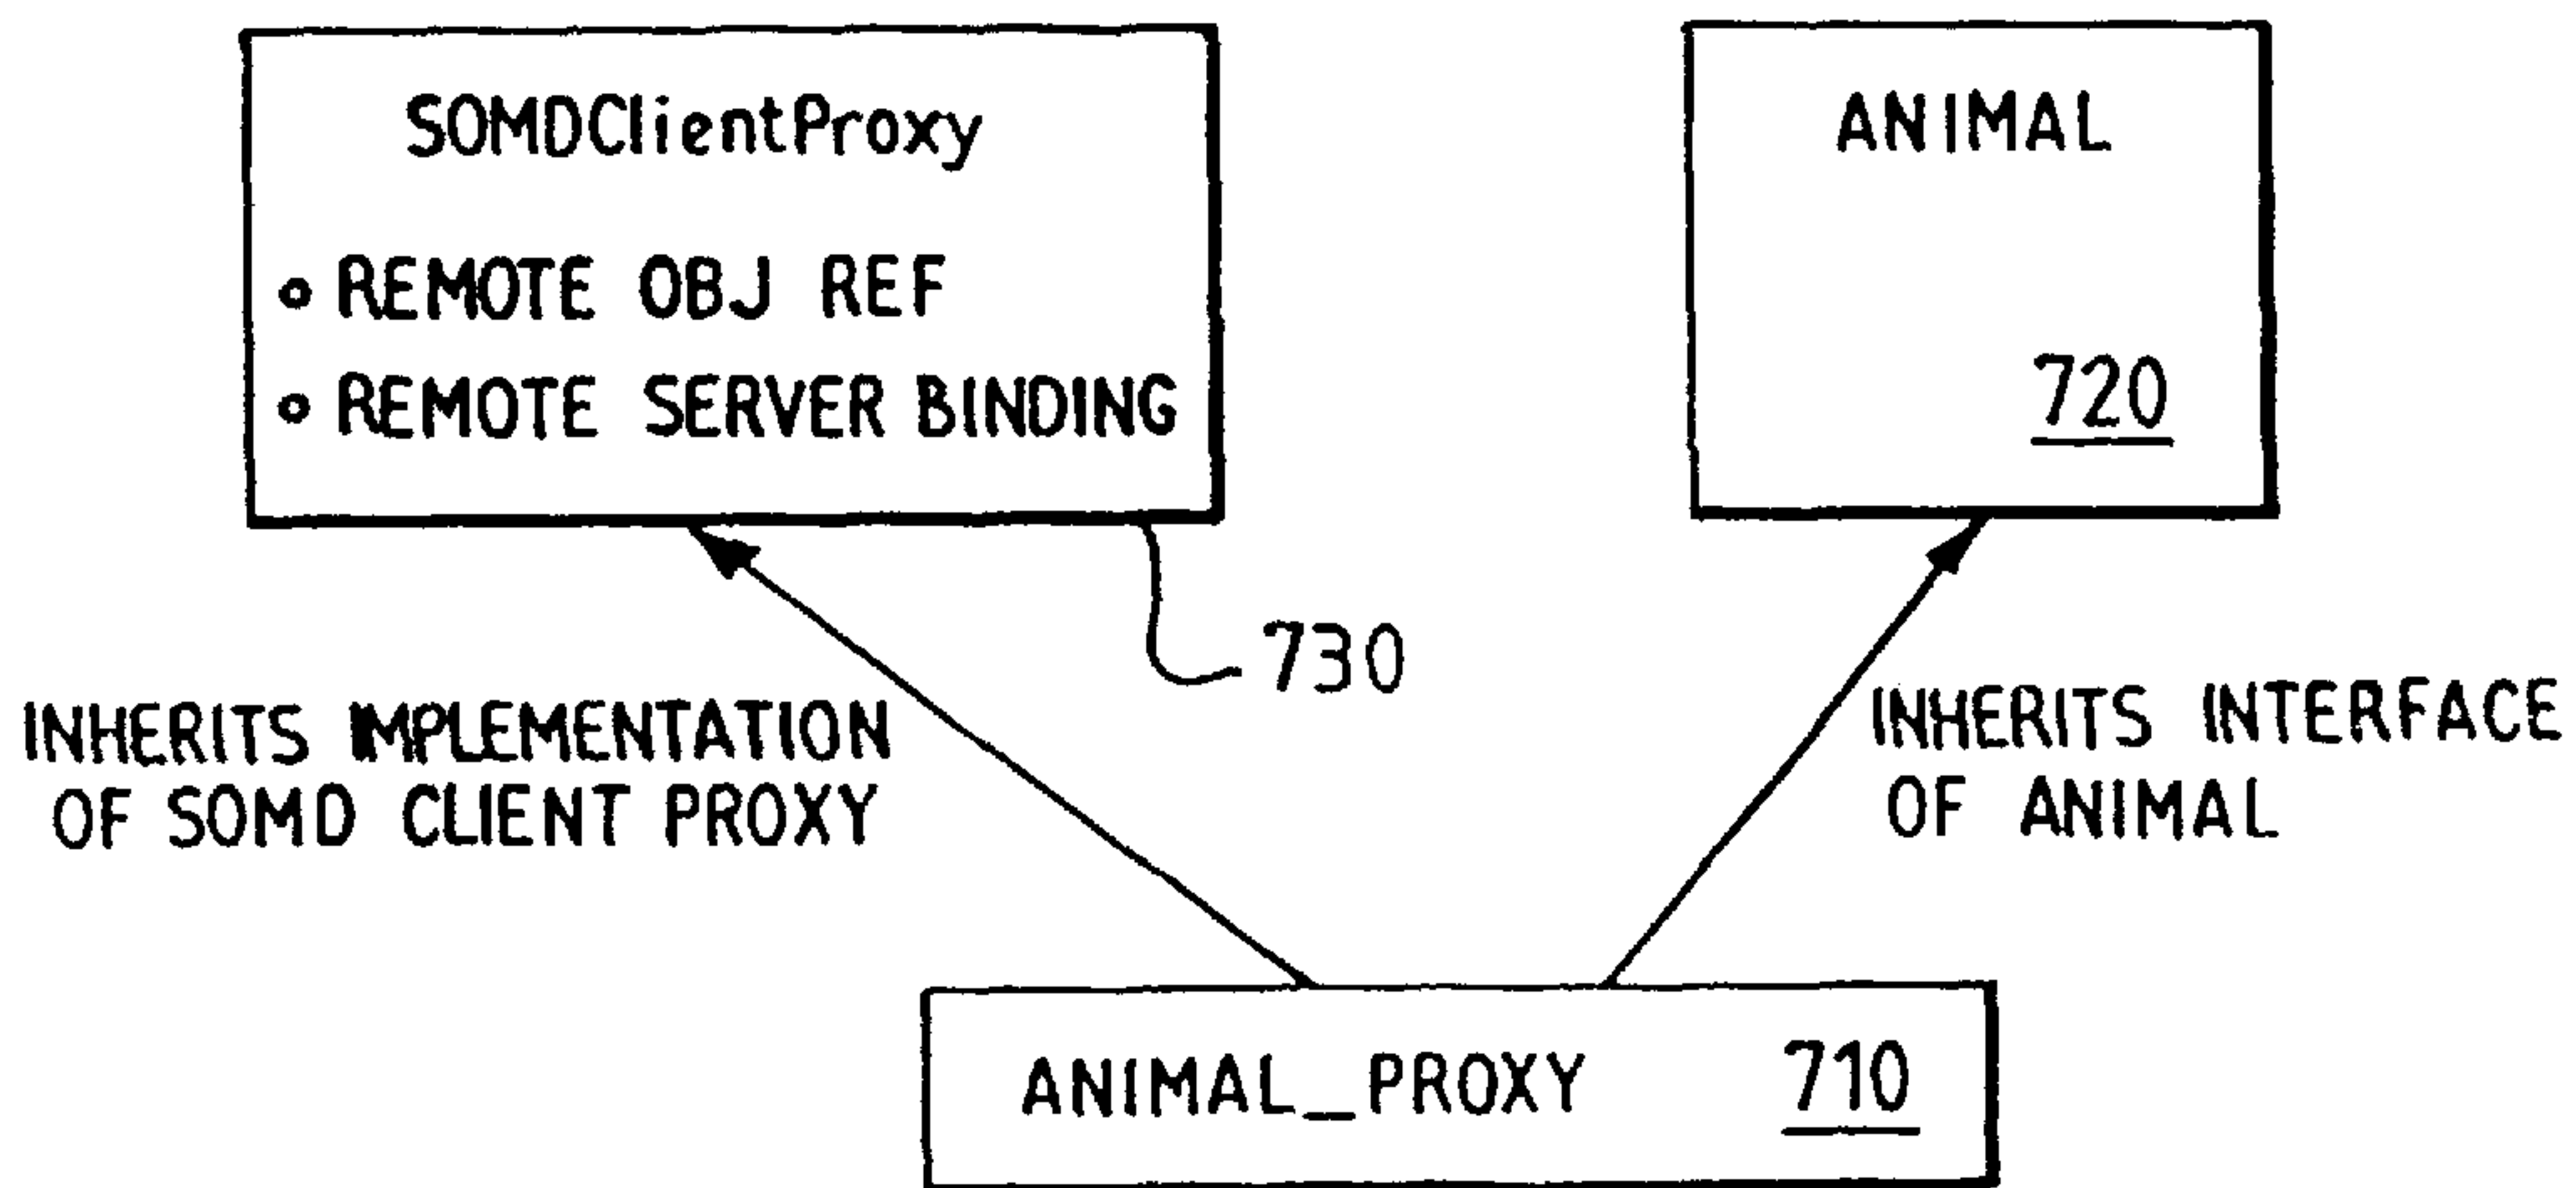 SOMDClientProxy
∘ REMOTE OBJ REF
∘ REMOTE SERVER BINDING
730
ANIMAL
720
INHERITS IMPLEMENTATION
OF SOMD CLIENT PROXY
INHERITS INTERFACE
OF ANIMAL
ANIMAL_PROXY 710